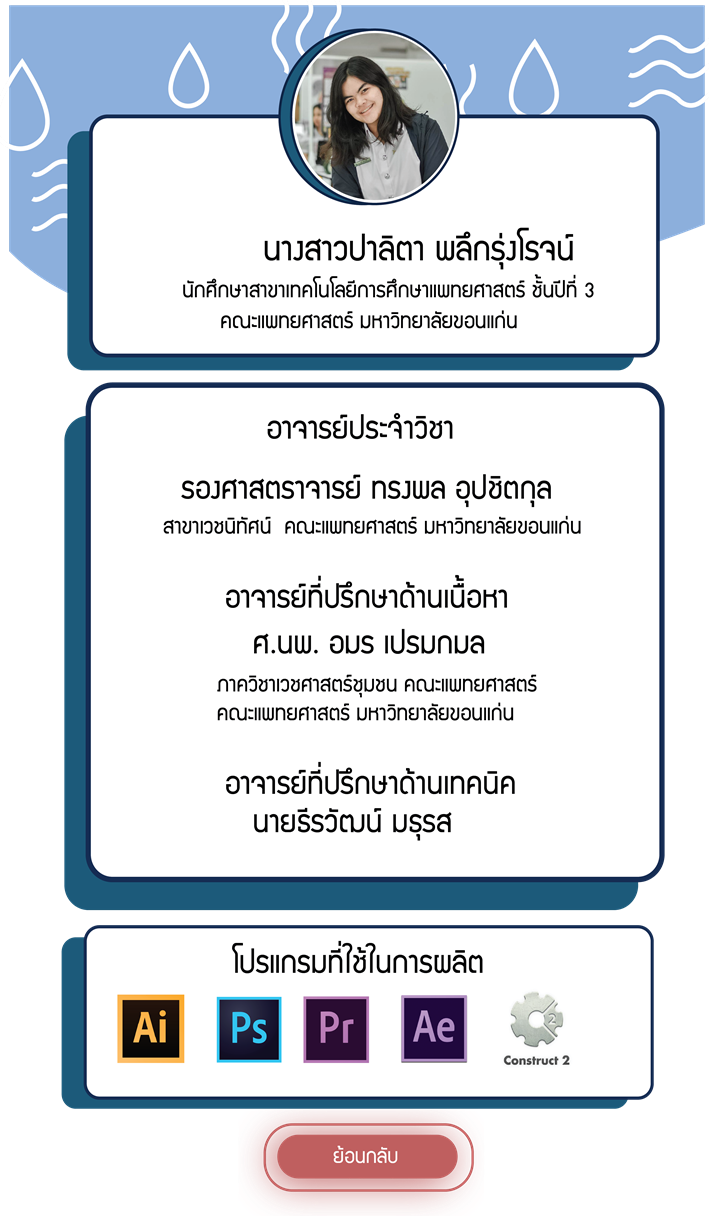 นางสาวปาลิตา พลึกรุ่งโรจน์
นักศึกษาสาขาเทคโนโลยีการศึกษาแพทยศาสตร์ ชั้นปีที่ 3
คณะแพทยศาสตร์ มหาวิทยาลัยขอนแก่น
อาจารย์ประจำวิชา
รองศาสตราจารย์ ทรงพล อุปชิตกุล
สาขาเวชนิทัศน์ คณะแพทยศาสตร์ มหาวิทยาลัยขอนแก่น
อาจารย์ที่ปรึกษาด้านเนื้อหา
ศ.นพ. อมร เปรมกมล
ภาควิชาเวชศาสตร์ชุมชน คณะแพทยศาสตร์
คณะแพทยศาสตร์ มหาวิทยาลัยขอนแก่น
อาจารย์ที่ปรึกษาด้านเทคนิค
นายธีรวัฒน์ มธุรส
โปรแกรมที่ใช้ในการผลิต
Ai Ps Pr Ae 2
Construct 2
ย้อนกลับ